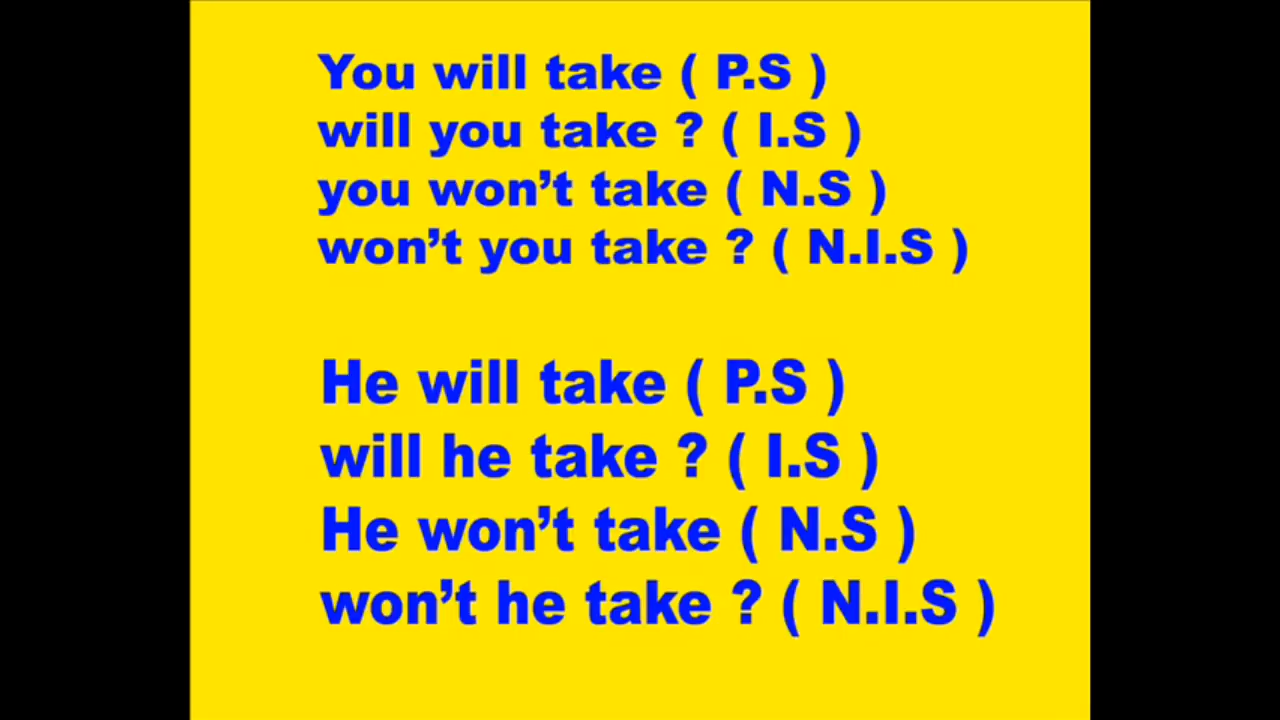 You will take ( P.S )
will you take ? ( I.S )
you won’t take ( N.S )
won’t you take ? ( N.I.S )
He will take ( P.S )
will he take ? ( I.S )
He won’t take ( N.S )
won’t he take ? ( N.I.S )